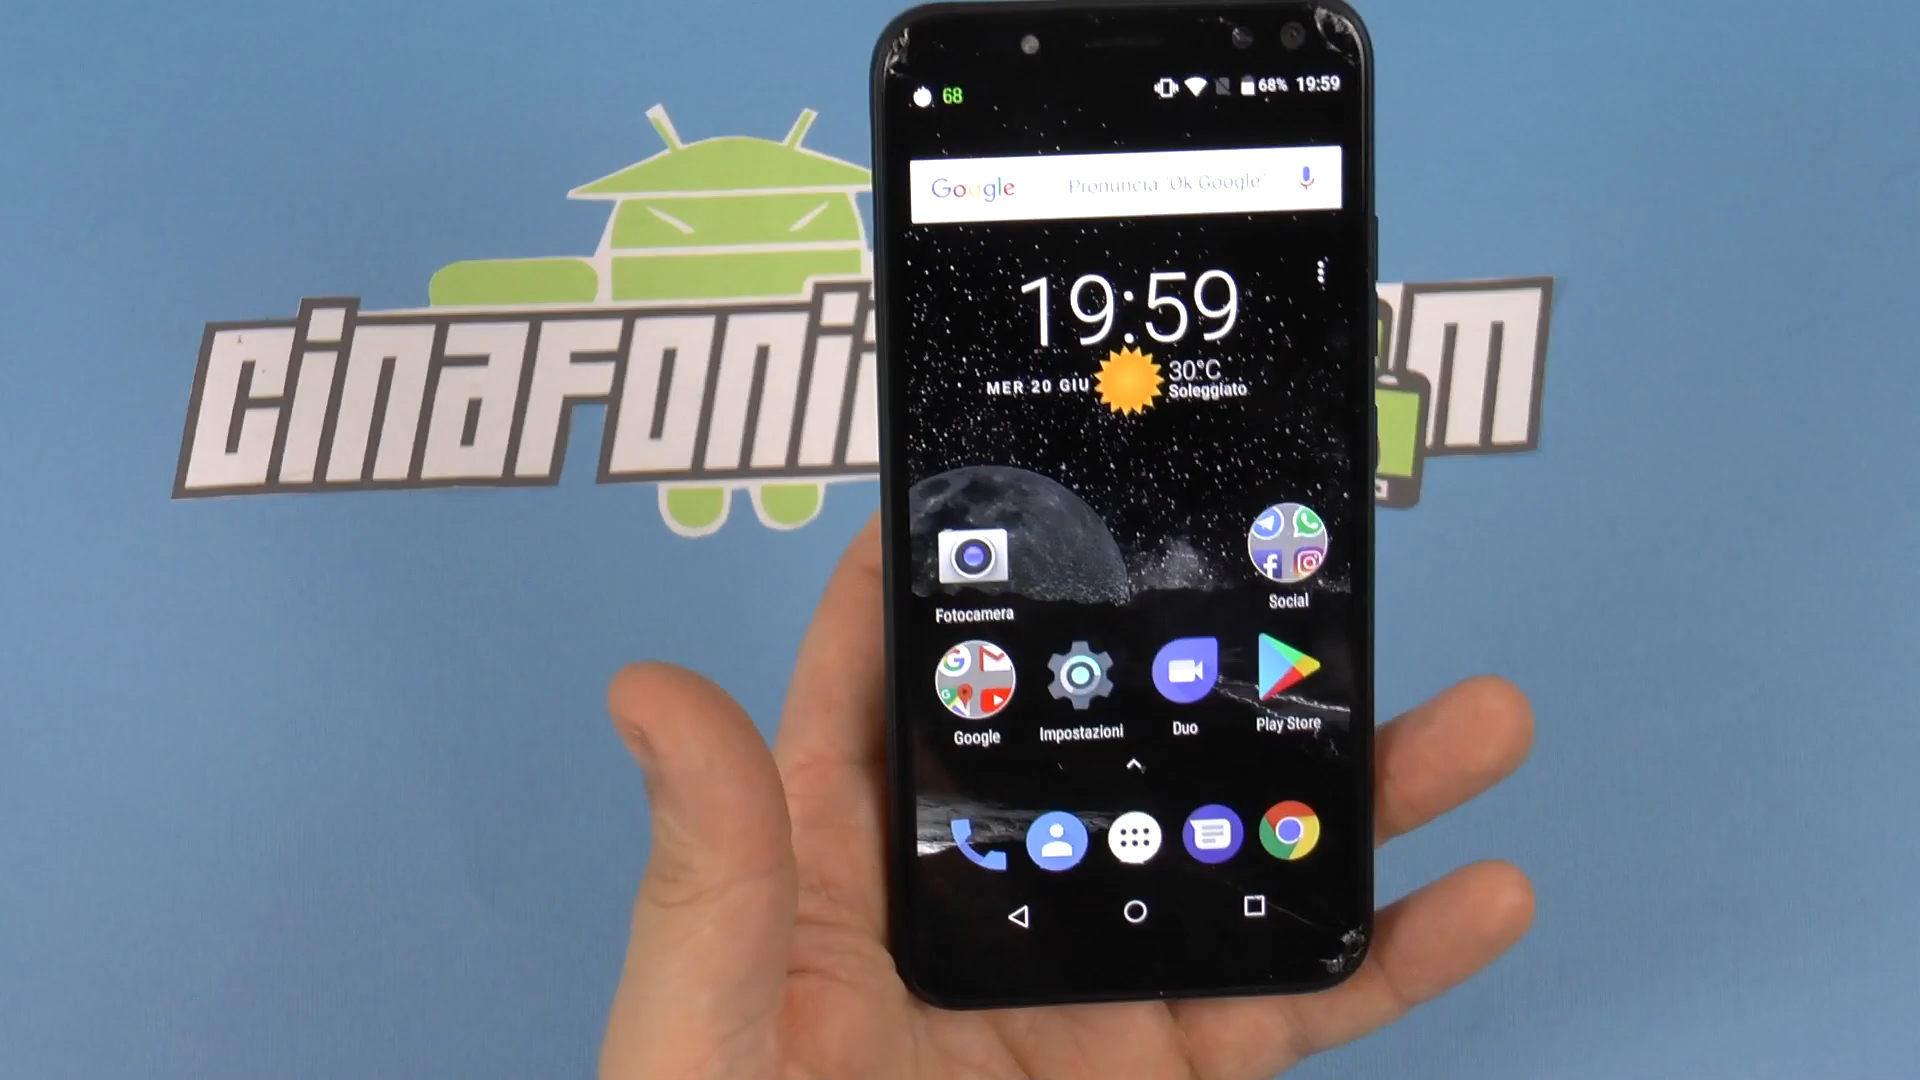 68
68% 19:59
Google Pronuncia "Ok Google"
19:59
MER 20 GIU
30°C
Soleggiato
Fotocamera
Social
Google
Impostazioni
Duo
Play Store